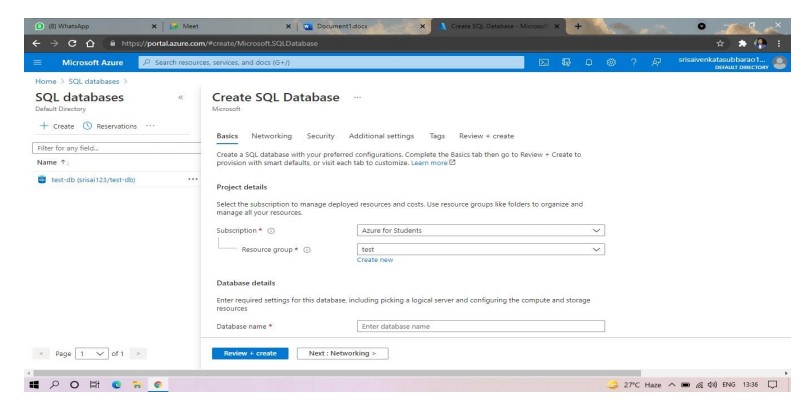 (8) WhatsApp
Meet
Document1.docx
Create SQL Database - Microsoft
https://portal.azure.com/#create/Microsoft.SQLDatabase
Microsoft Azure
Search resources, services, and docs (G+/)
srisaivenkatasubbarao1...
DEFAULT DIRECTORY
Home > SQL databases >
SQL databases
Default Directory
+ Create Reservations ...
Filter for any field...
Name ↑↓
test-db (srisai123/test-db) ...
< Page 1 of 1 >
Create SQL Database ...
Microsoft
Basics Networking Security Additional settings Tags Review + create
Create a SQL database with your preferred configurations. Complete the Basics tab then go to Review + Create to
provision with smart defaults, or visit each tab to customize. Learn more
Project details
Select the subscription to manage deployed resources and costs. Use resource groups like folders to organize and
manage all your resources.
Subscription * Azure for Students
Resource group * test
Create new
Database details
Enter required settings for this database, including picking a logical server and configuring the compute and storage
resources
Database name * Enter database name
Review + create Next : Networking >
27°C Haze ENG 13:36